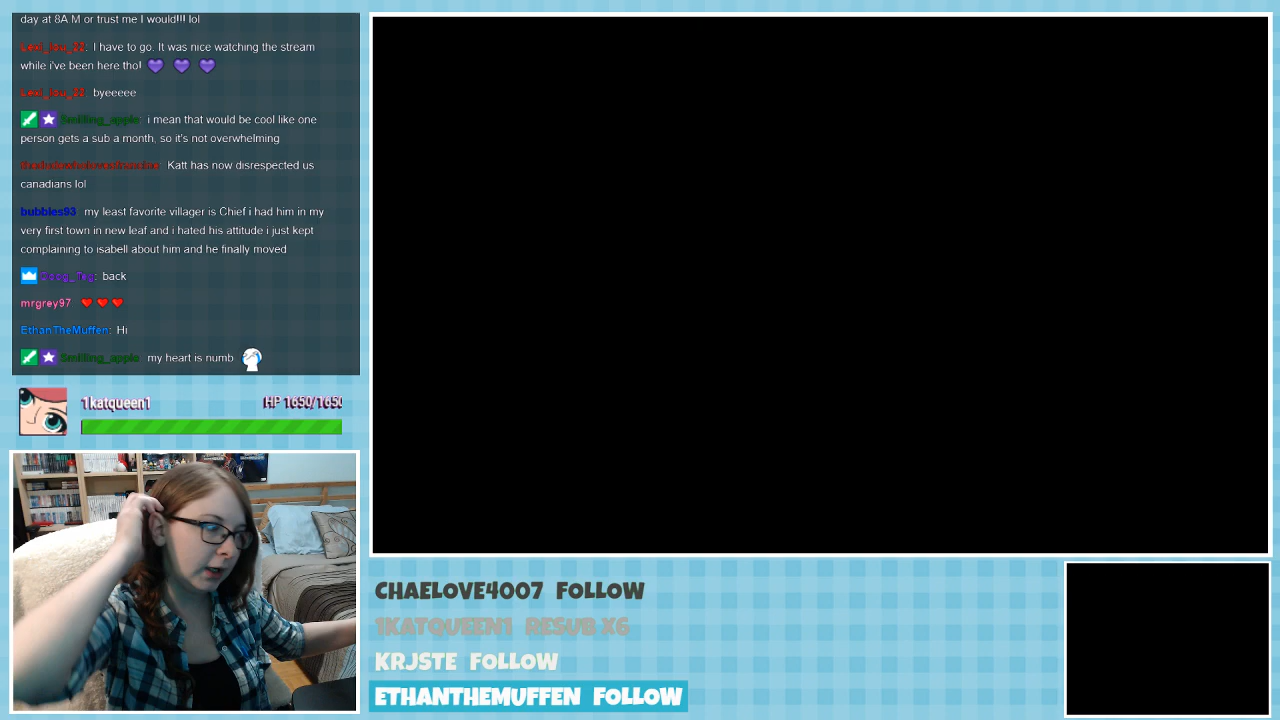 day at 8A M or trust me I would!!! lol
Lexi_lou_22: I have to go. It was nice watching the stream
while i've been here tho!
Lexi_lou_22: byeeeee
Smilling_apple i mean that would be cool like one
person gets a sub a month, so it's not overwhelming
Katt has now disrespected us
canadians lol
bubbles93 my least favorite villager is Chief i had him in my
very first town in new leaf and i hated his attitude i just kept
complaining to isabell about him and he finally moved
back
mrgrey97
EthanTheMuffen: Hi
Smilling_apple my heart is numb
1katqueen1 HP 1650/1650
CHAELOVE4007 FOLLOW
1KATQUEEN1 RESUB X6
KRJSTE FOLLOW
ETHANTHEMUFFEN FOLLOW